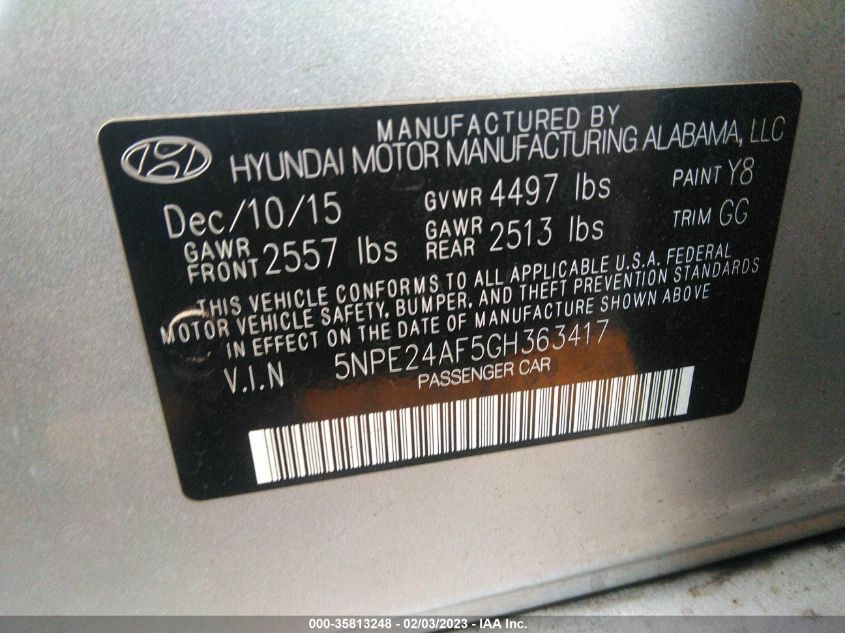 MANUFACTURED BY
HYUNDAI MOTOR MANUFACTURING ALABAMA, LLC
Dec/10/15 GVWR 4497 lbs PAINT Y8
GAWR FRONT 2557 lbs GAWR REAR 2513 lbs TRIM GG
THIS VEHICLE CONFORMS TO ALL APPLICABLE U.S.A. FEDERAL
MOTOR VEHICLE SAFETY, BUMPER, AND THEFT PREVENTION STANDARDS
IN EFFECT ON THE DATE OF MANUFACTURE SHOWN ABOVE
V.I.N 5NPE24AF5GH363417
PASSENGER CAR
000-35813248 - 02/03/2023 - IAA Inc.